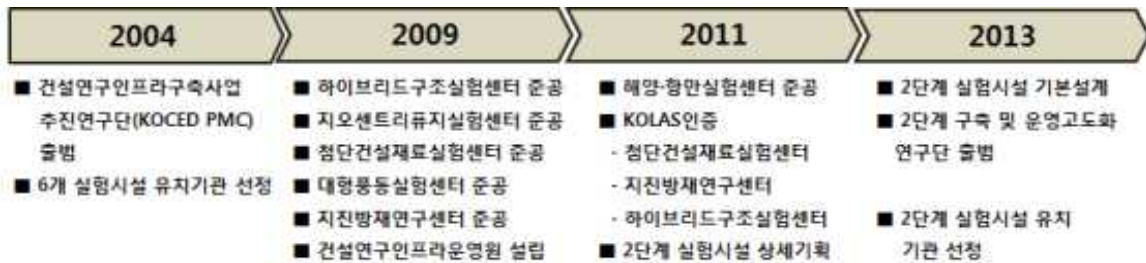 2004
■ 건설연구인프라구축사업
추진연구단(KOCED PMC)
출범
■ 6개 실험시설 유치기관 선정
2009
■ 하이브리드구조실험센터 준공
■ 지오센트리퓨지실험센터 준공
■ 첨단건설재료실험센터 준공
■ 대형풍동실험센터 준공
■ 지진방재연구센터 준공
■ 건설연구인프라운영원 설립
2011
■ 해양·항만실험센터 준공
■ KOLAS인증
- 첨단건설재료실험센터
- 지진방재연구센터
- 하이브리드구조실험센터
■ 2단계 실험시설 상세기획
2013
■ 2단계 실험시설 기본설계
■ 2단계 구축 및 운영고도화
연구단 출범
■ 2단계 실험시설 유치
기관 선정